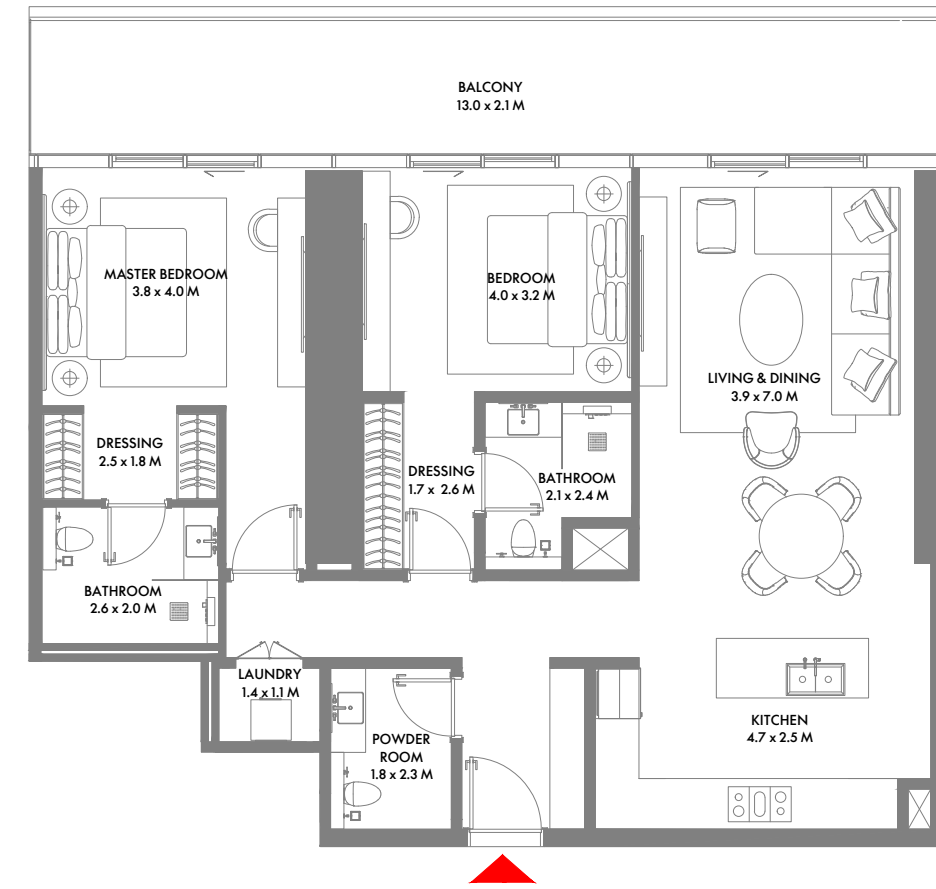 BALCONY
13.0 x 2.1 M
MASTER BEDROOM
3.8 x 4.0 M
BEDROOM
4.0 x 3.2 M
LIVING & DINING
3.9 x 7.0 M
DRESSING
2.5 x 1.8 M
DRESSING
1.7 x 2.6 M
BATHROOM
2.1 x 2.4 M
BATHROOM
2.6 x 2.0 M
LAUNDRY
1.4 x 1.1 M
POWDER
ROOM
1.8 x 2.3 M
KITCHEN
4.7 x 2.5 M